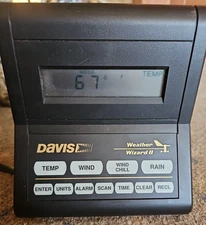 TEMP
67°
DAVIS
Weather
Wizard II
TEMP WIND WIND CHILL RAIN
ENTER UNITS ALARM SCAN TIME CLEAR RECL